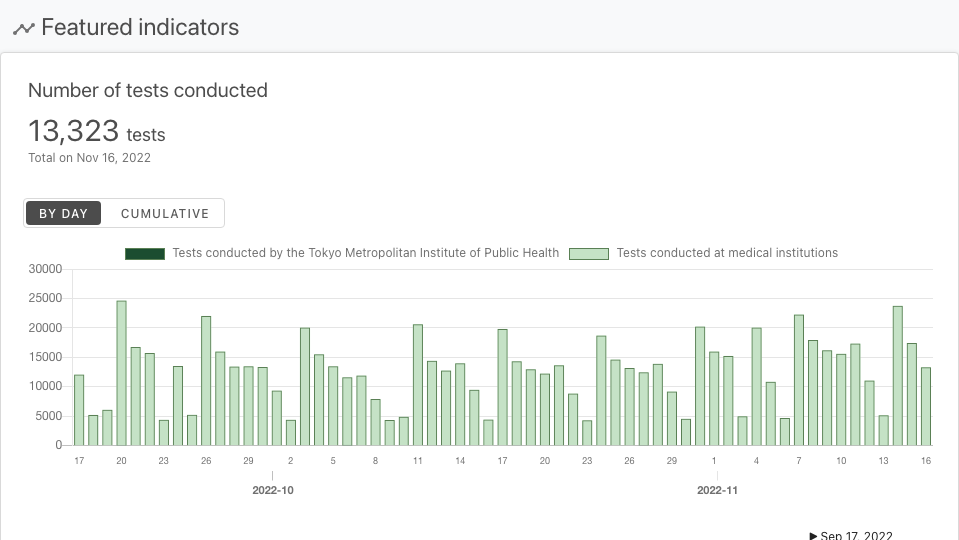 Featured indicators
Number of tests conducted
13,323 tests
Total on Nov 16, 2022
BY DAY CUMULATIVE
Tests conducted by the Tokyo Metropolitan Institute of Public Health Tests conducted at medical institutions
30000
25000
20000
15000
10000
5000
0
17 20 23 26 29 2 5 8 11 14 17 20 23 26 29 1 4 7 10 13 16
2022-10 2022-11
Sep 17, 2022